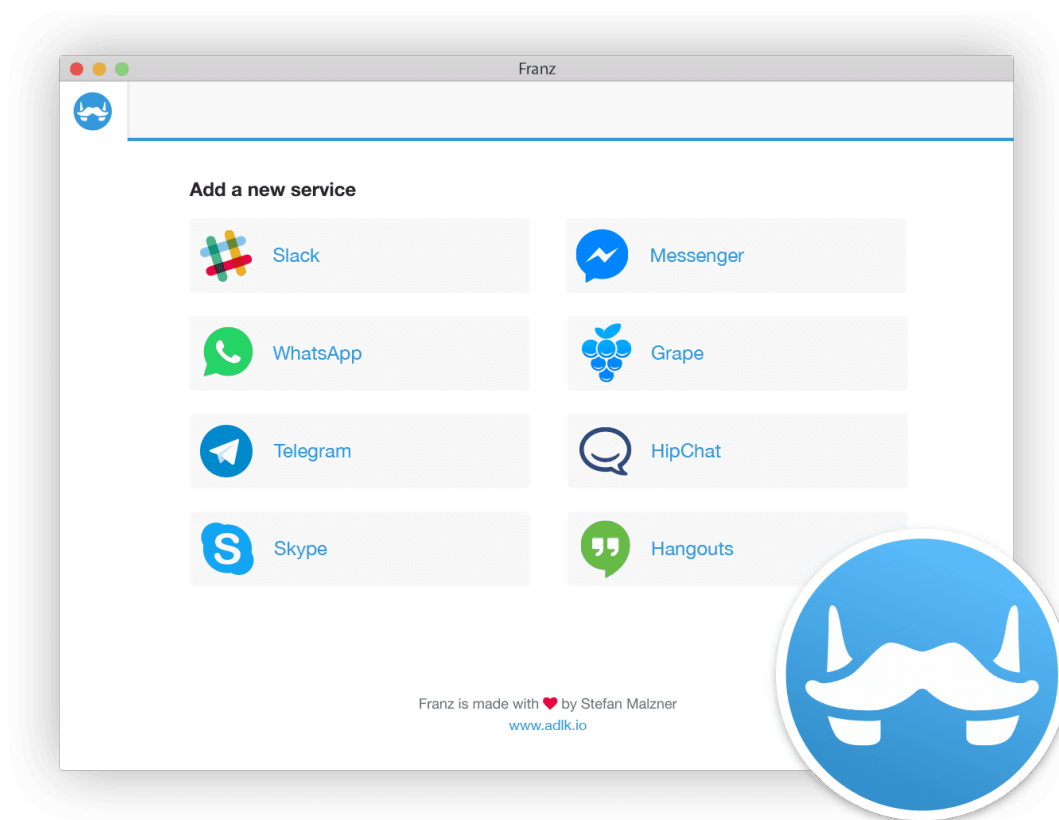 Franz
Add a new service
Slack
Messenger
WhatsApp
Grape
Telegram
HipChat
Skype
Hangouts
Franz is made with ❤ by Stefan Malzner
www.adlk.io